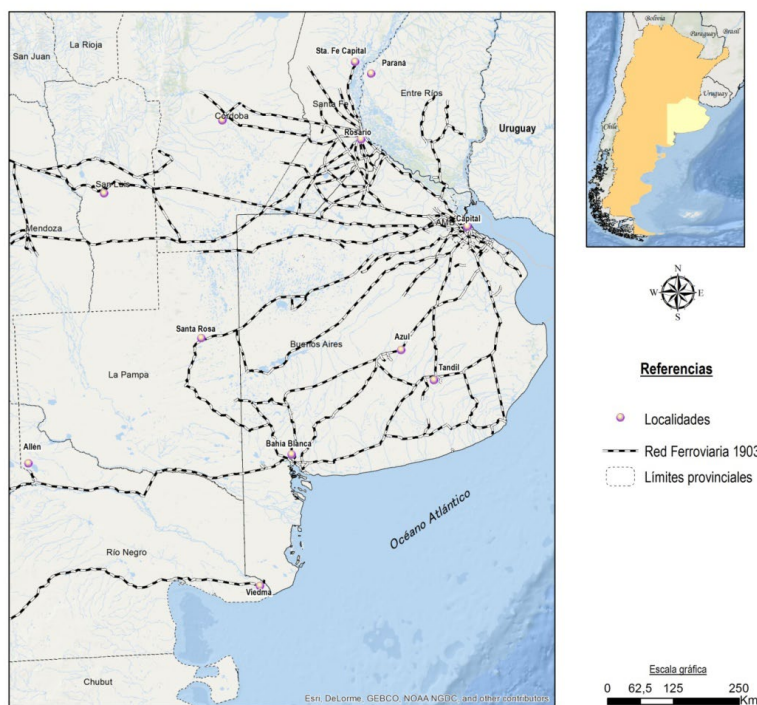 La Rioja
San Juan
Sta. Fe Capital
Paraná
Santa Fe
Entre Ríos
Córdoba
Rosario
Uruguay
San Luis
Mendoza
Capital
Santa Rosa
Buenos Aires
Azul
La Pampa
Tandil
Allén
Bahía Blanca
Océano Atlántico
Río Negro
Viedma
Chubut
Esri, DeLorme, GEBCO, NOAA NGDC, and other contributors
Bolivia
Paraguay
Brasil
Uruguay
Chile
N
W
E
S
Referencias
Localidades
Red Ferroviaria 1903
Límites provinciales
Escala gráfica
0 62,5 125 250
Km